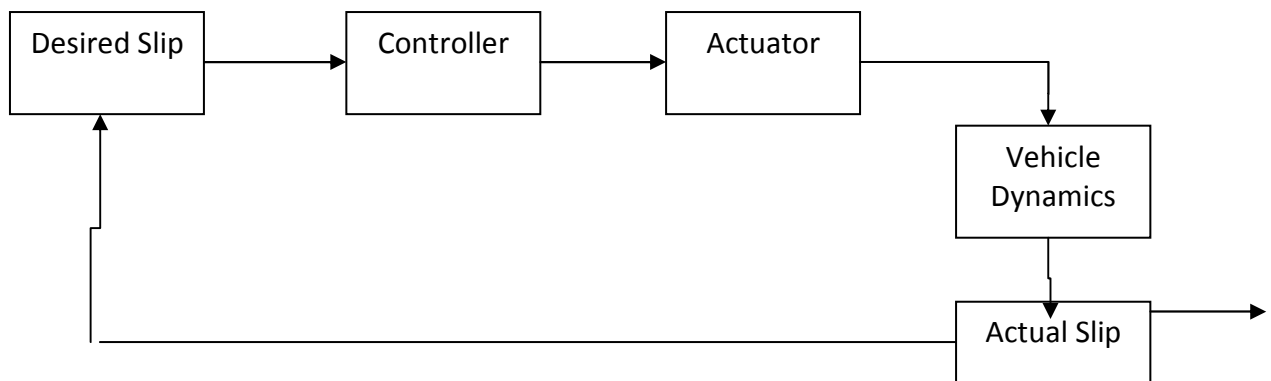 Desired Slip
Controller
Actuator
Vehicle
Dynamics
Actual Slip